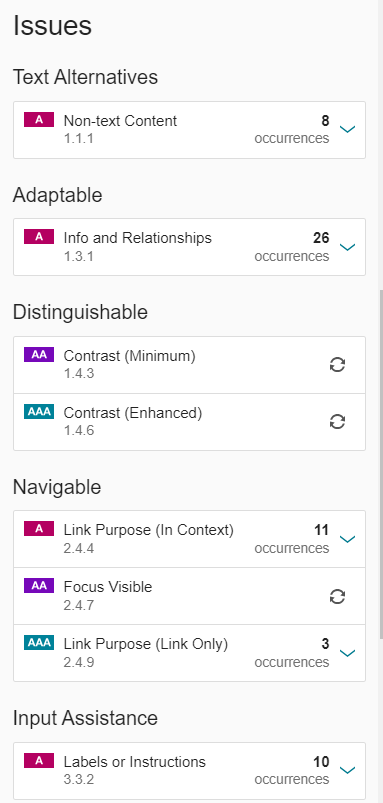 Issues
Text Alternatives
A Non-text Content 8
1.1.1 occurrences
Adaptable
A Info and Relationships 26
1.3.1 occurrences
Distinguishable
AA Contrast (Minimum)
1.4.3
AAA Contrast (Enhanced)
1.4.6
Navigable
A Link Purpose (In Context) 11
2.4.4 occurrences
AA Focus Visible
2.4.7
AAA Link Purpose (Link Only) 3
2.4.9 occurrences
Input Assistance
A Labels or Instructions 10
3.3.2 occurrences